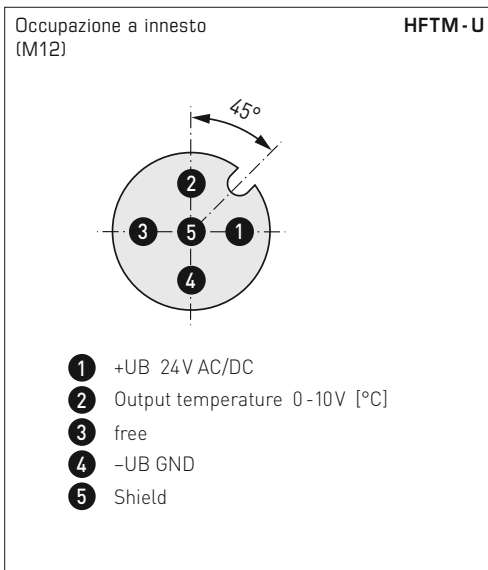 Occupazione a innesto
(M12)
HFTM-U
45°
2
3
5
1
4
1 +UB 24V AC/DC
2 Output temperature 0-10V [°C]
3 free
4 –UB GND
5 Shield